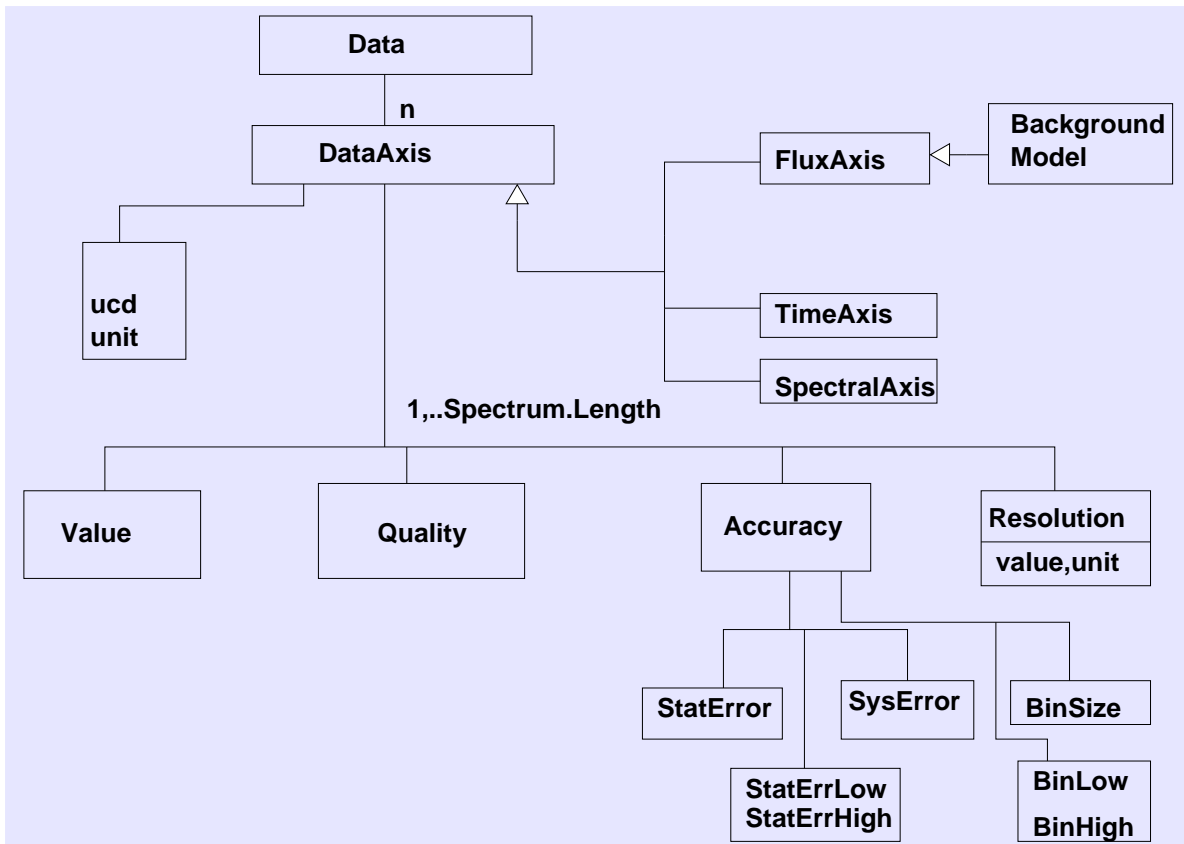 Data
n
DataAxis
Background
Model
FluxAxis
ucd
unit
TimeAxis
SpectralAxis
1,..Spectrum.Length
Value
Quality
Accuracy
Resolution
value,unit
StatError
SysError
BinSize
StatErrLow
StatErrHigh
BinLow
BinHigh